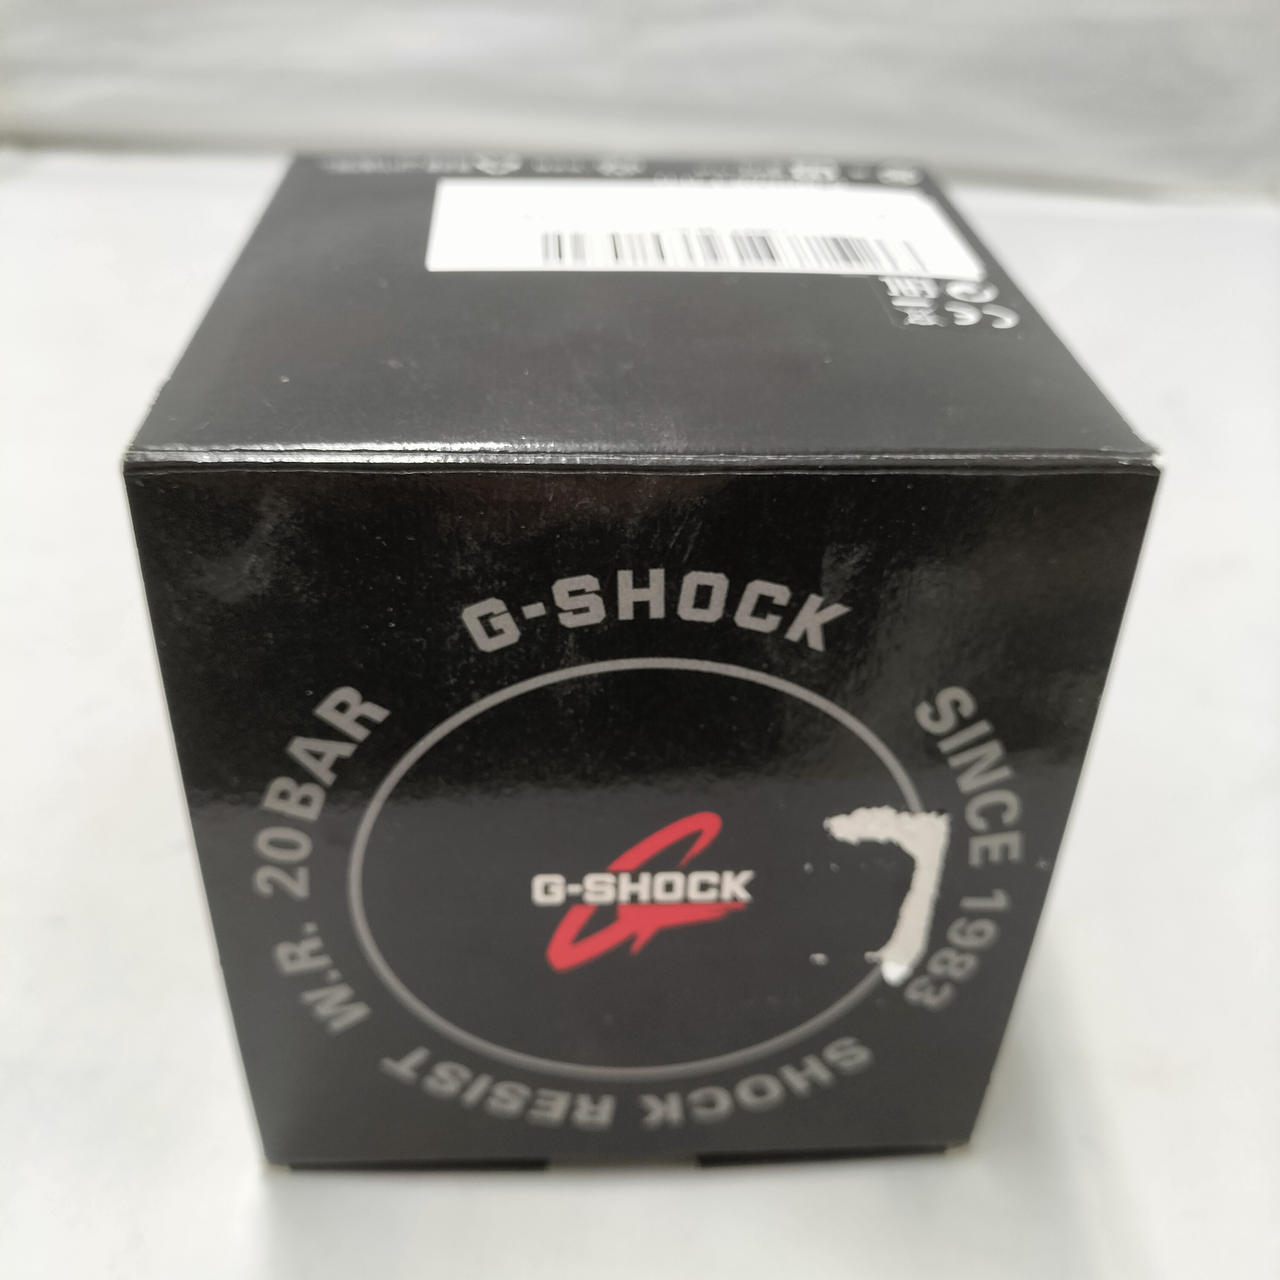 G-SHOCK
SINCE 1983
SHOCK RESIST
W.R. 20BAR
G-SHOCK